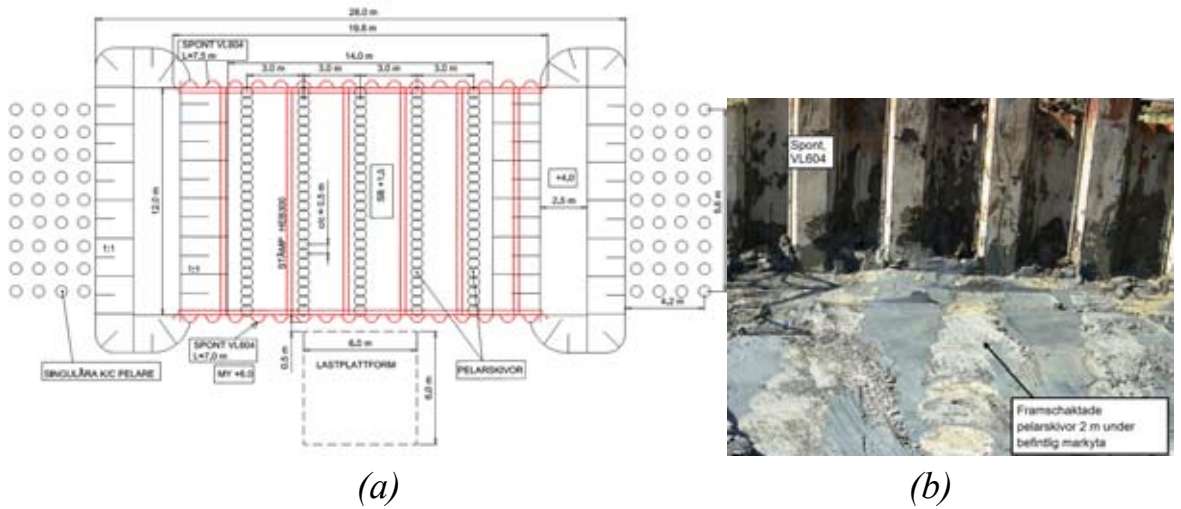 28,0 m
19,8 m
SPONT VL604
L=7,5 m
14,0 m
3,0 m
3,0 m
3,0 m
3,0 m
12,0 m
1:1
1:1
STÄMP HEB300
c/c = 0,5 m
SB +1,5
+4,0
2,5 m
9,6 m
4,2 m
SPONT VL604
L=7,0 m
MY +6.0
0,5 m
6,0 m
LASTPLATTFORM
6,0 m
SINGULÄRA K/C PELARE
PELARSKIVOR
Spont,
VL604
Framschaktade
pelarskivor 2 m under
befintlig markyta
(a)
(b)